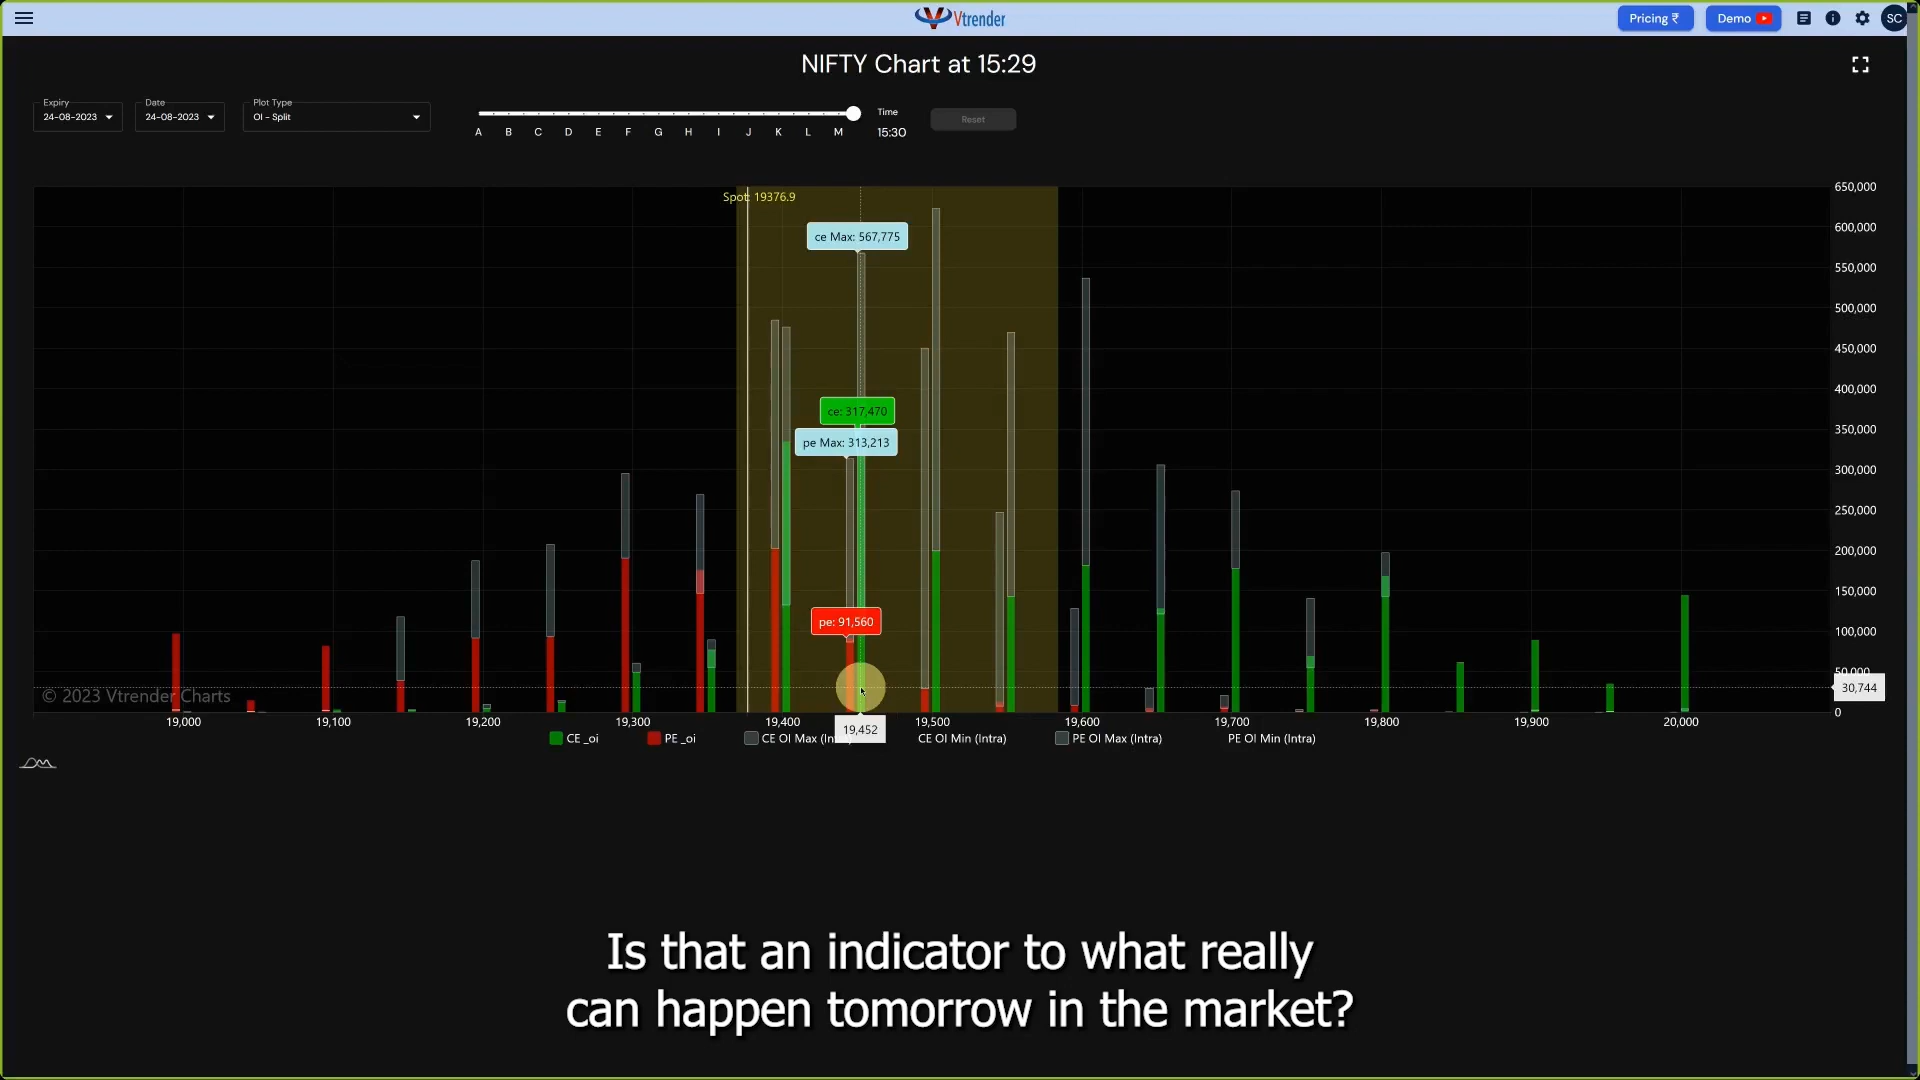 Vtrender
Pricing ₹
Demo
SC
NIFTY Chart at 15:29
Expiry
24-08-2023
Date
24-08-2023
Plot Type
OI - Split
A B C D E F G H I J K L M
Time
15:30
Reset
Spot: 19376.9
650,000
600,000
550,000
500,000
450,000
400,000
350,000
300,000
250,000
200,000
150,000
100,000
50,000
30,744
0
ce Max: 567,775
ce: 317,470
pe Max: 313,213
pe: 91,560
© 2023 Vtrender Charts
19,000 19,100 19,200 19,300 19,400 19,500 19,600 19,700 19,800 19,900 20,000
19,452
CE _oi PE _oi CE OI Max CE OI Min (Intra) PE OI Max (Intra) PE OI Min (Intra)
Is that an indicator to what really
can happen tomorrow in the market?